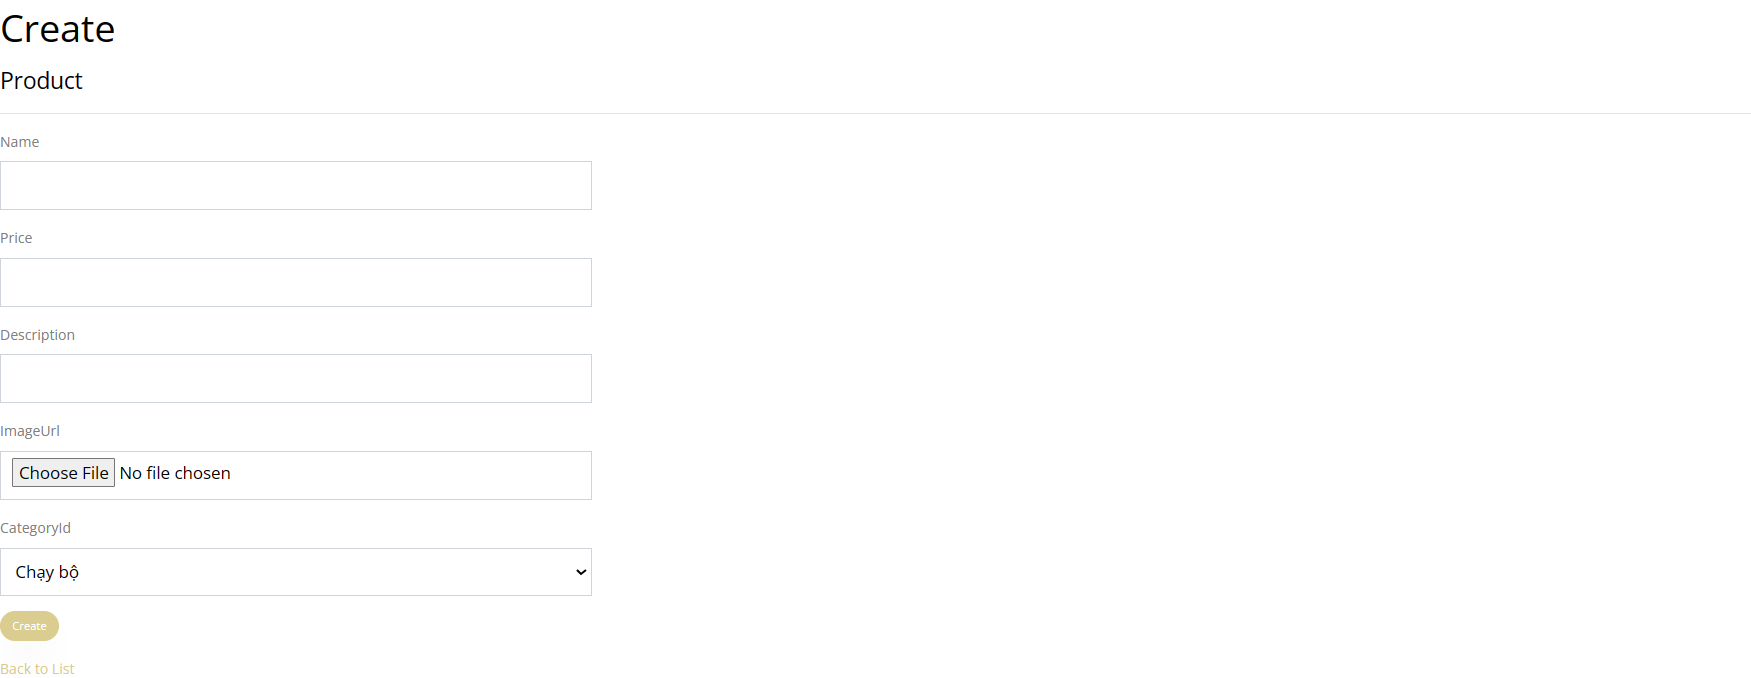 Create
Product
Name
Price
Description
ImageUrl
Choose File No file chosen
CategoryId
Chạy bộ
Create
Back to List